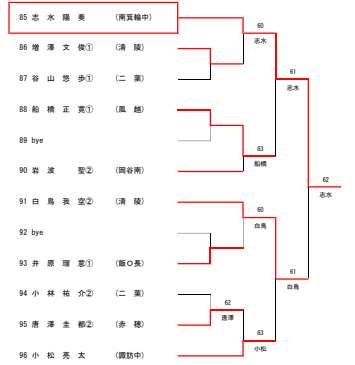 85 志 水 陽 奏 (南箕輪中)
60
志水
86 増 澤 文 俊① (清 陵)
61
志水
87 谷 山 悠 歩① (二 葉)
88 船 橋 正 寛① (風 越)
89 bye
63
船橋
90 岩 波 聖② (岡谷南)
62
志水
91 白 鳥 我 空② (清 陵)
60
白鳥
92 bye
93 井 原 瑠 意① (飯O長)
61
白鳥
94 小 林 祐 介② (二 葉)
62
唐澤
95 唐 澤 圭 都② (赤 穂)
63
小松
96 小 松 亮 太 (諏訪中)